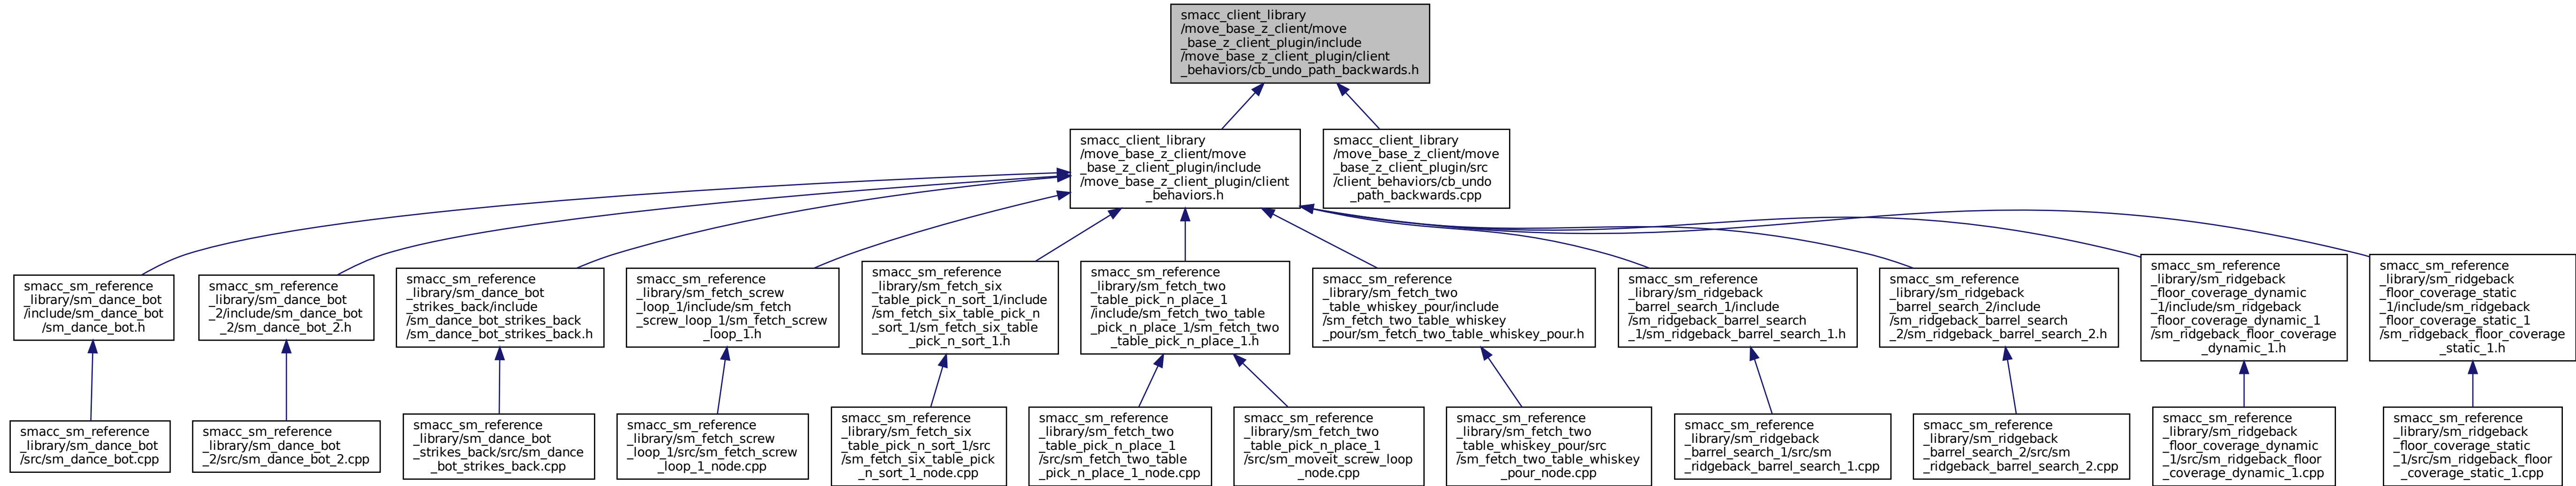 smacc_client_library
/move_base_z_client/move
_base_z_client_plugin/include
/move_base_z_client_plugin/client
_behaviors/cb_undo_path_backwards.h
smacc_client_library
/move_base_z_client/move
_base_z_client_plugin/include
/move_base_z_client_plugin/client
_behaviors.h
smacc_client_library
/move_base_z_client/move
_base_z_client_plugin/src
/client_behaviors/cb_undo
_path_backwards.cpp
smacc_sm_reference
_library/sm_dance_bot
/include/sm_dance_bot
/sm_dance_bot.h
smacc_sm_reference
_library/sm_dance_bot
_2/include/sm_dance_bot
_2/sm_dance_bot_2.h
smacc_sm_reference
_library/sm_dance_bot
_strikes_back/include
/sm_dance_bot_strikes_back
/sm_dance_bot_strikes_back.h
smacc_sm_reference
_library/sm_fetch_screw
_loop_1/include/sm_fetch
_screw_loop_1/sm_fetch_screw
_loop_1.h
smacc_sm_reference
_library/sm_fetch_six
_table_pick_n_sort_1/include
/sm_fetch_six_table_pick_n
_sort_1/sm_fetch_six_table
_pick_n_sort_1.h
smacc_sm_reference
_library/sm_fetch_two
_table_pick_n_place_1
/include/sm_fetch_two_table
_pick_n_place_1/sm_fetch_two
_table_pick_n_place_1.h
smacc_sm_reference
_library/sm_fetch_two
_table_whiskey_pour/include
/sm_fetch_two_table_whiskey
_pour/sm_fetch_two_table_whiskey_pour.h
smacc_sm_reference
_library/sm_ridgeback
_barrel_search_1/include
/sm_ridgeback_barrel_search
_1/sm_ridgeback_barrel_search_1.h
smacc_sm_reference
_library/sm_ridgeback
_barrel_search_2/include
/sm_ridgeback_barrel_search
_2/sm_ridgeback_barrel_search_2.h
smacc_sm_reference
_library/sm_ridgeback
_floor_coverage_dynamic
_1/include/sm_ridgeback
_floor_coverage_dynamic_1
/sm_ridgeback_floor_coverage
_dynamic_1.h
smacc_sm_reference
_library/sm_ridgeback
_floor_coverage_static
_1/include/sm_ridgeback
_floor_coverage_static_1
/sm_ridgeback_floor_coverage
_static_1.h
smacc_sm_reference
_library/sm_dance_bot
/src/sm_dance_bot.cpp
smacc_sm_reference
_library/sm_dance_bot
_2/src/sm_dance_bot_2.cpp
smacc_sm_reference
_library/sm_dance_bot
_strikes_back/src/sm_dance
_bot_strikes_back.cpp
smacc_sm_reference
_library/sm_fetch_screw
_loop_1/src/sm_fetch_screw
_loop_1_node.cpp
smacc_sm_reference
_library/sm_fetch_six
_table_pick_n_sort_1/src
/sm_fetch_six_table_pick
_n_sort_1_node.cpp
smacc_sm_reference
_library/sm_fetch_two
_table_pick_n_place_1
/src/sm_fetch_two_table
_pick_n_place_1_node.cpp
smacc_sm_reference
_library/sm_fetch_two
_table_pick_n_place_1
/src/sm_moveit_screw_loop
_node.cpp
smacc_sm_reference
_library/sm_fetch_two
_table_whiskey_pour/src
/sm_fetch_two_table_whiskey
_pour_node.cpp
smacc_sm_reference
_library/sm_ridgeback
_barrel_search_1/src/sm
_ridgeback_barrel_search_1.cpp
smacc_sm_reference
_library/sm_ridgeback
_barrel_search_2/src/sm
_ridgeback_barrel_search_2.cpp
smacc_sm_reference
_library/sm_ridgeback
_floor_coverage_dynamic
_1/src/sm_ridgeback_floor
_coverage_dynamic_1.cpp
smacc_sm_reference
_library/sm_ridgeback
_floor_coverage_static
_1/src/sm_ridgeback_floor
_coverage_static_1.cpp